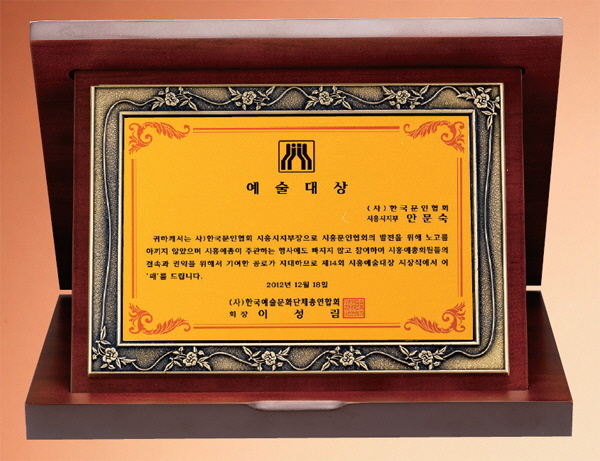 예 술 대 상
(사) 한국문인협회
시흥시지부 안문숙
귀하께서는 사)한국문인협회 시흥시지부장으로 시흥문인협회의 발전을 위해 노고를
아끼지 않았으며 시흥예총이 주관하는 행사에도 빠지지 않고 참여하여 시흥예총회원들의
결속과 권익을 위해서 기여한 공로가 지대하므로 제14회 시흥예술대상 시상식에서 이
'패'를 드립니다.
2012년 12월 18일
(사)한국예술문화단체총연합회
회장 이 성 림